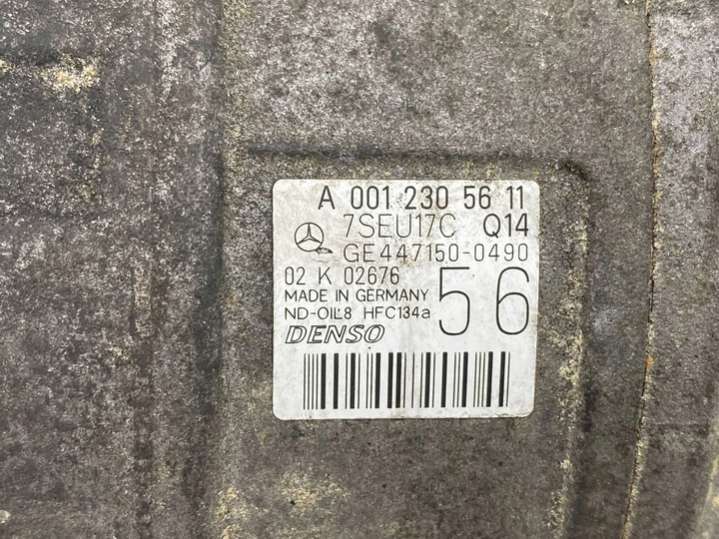 A 001 230 56 11
7SEU17C Q14
GE447150-0490
02 K 02676
MADE IN GERMANY
ND-OIL8 HFC134a
56
DENSO